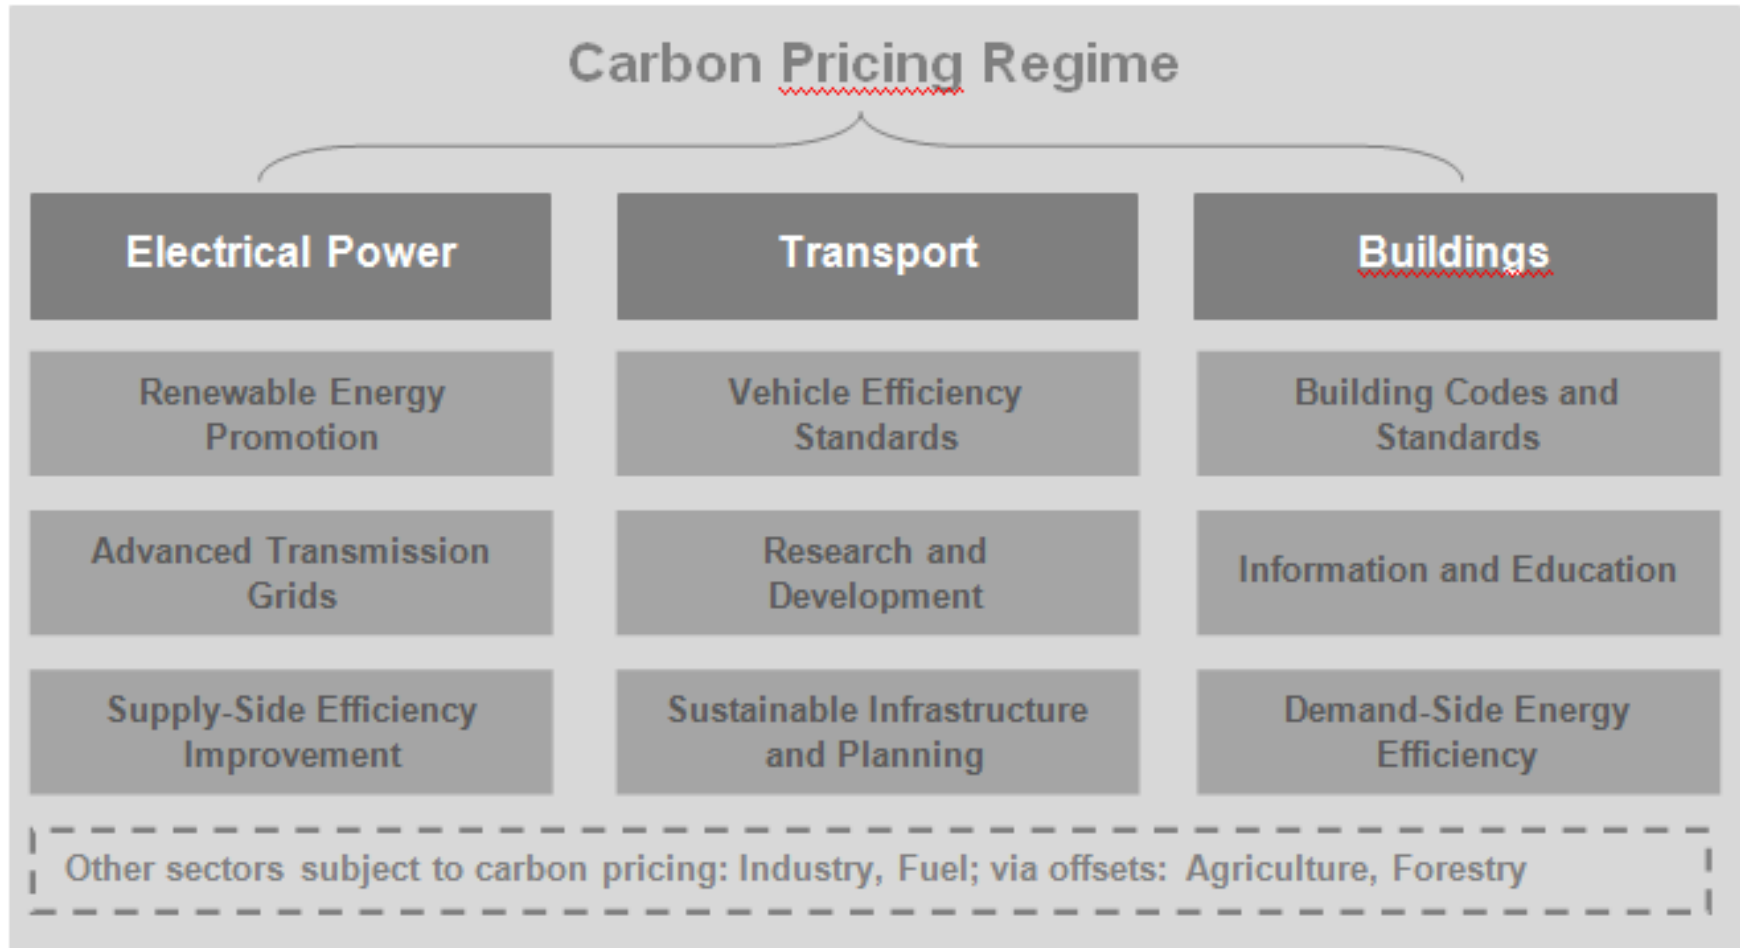 Carbon Pricing Regime
Electrical Power
Transport
Buildings
Renewable Energy
Promotion
Vehicle Efficiency
Standards
Building Codes and
Standards
Advanced Transmission
Grids
Research and
Development
Information and Education
Supply-Side Efficiency
Improvement
Sustainable Infrastructure
and Planning
Demand-Side Energy
Efficiency
Other sectors subject to carbon pricing: Industry, Fuel; via offsets: Agriculture, Forestry